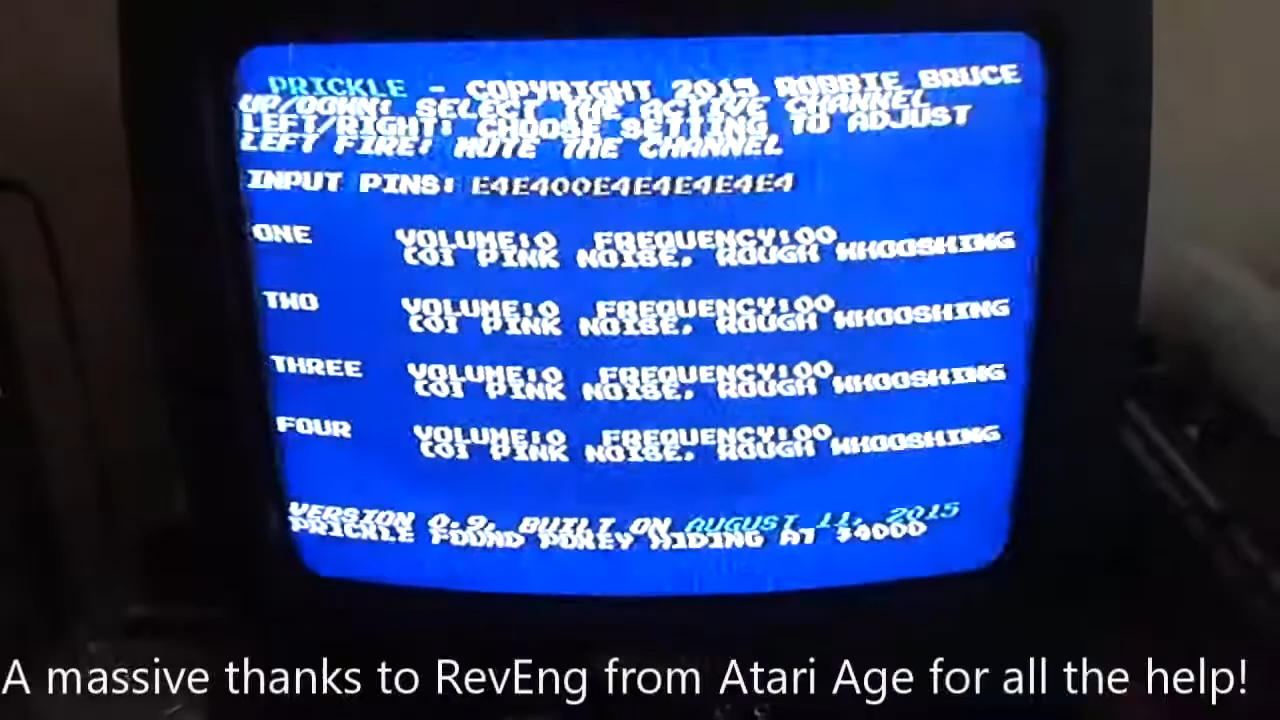 PRICKLE - COPYRIGHT 2015 ROBBIE BRUCE
UP/DOWN: SELECT THE ACTIVE CHANNEL
LEFT/RIGHT: CHOOSE SETTING TO ADJUST
LEFT FIRE: MUTE THE CHANNEL
INPUT PINS: E4E400E4E4E4E4E4
ONE VOLUME:0 FREQUENCY:00
[0] PINK NOISE, ROUGH WHOOSHING
TWO VOLUME:0 FREQUENCY:00
[0] PINK NOISE, ROUGH WHOOSHING
THREE VOLUME:0 FREQUENCY:00
[0] PINK NOISE, ROUGH WHOOSHING
FOUR VOLUME:0 FREQUENCY:00
[0] PINK NOISE, ROUGH WHOOSHING
VERSION 0.9, BUILT ON AUGUST 11, 2015
PRICKLE FOUND POKEY HIDING AT $4000
A massive thanks to RevEng from Atari Age for all the help!